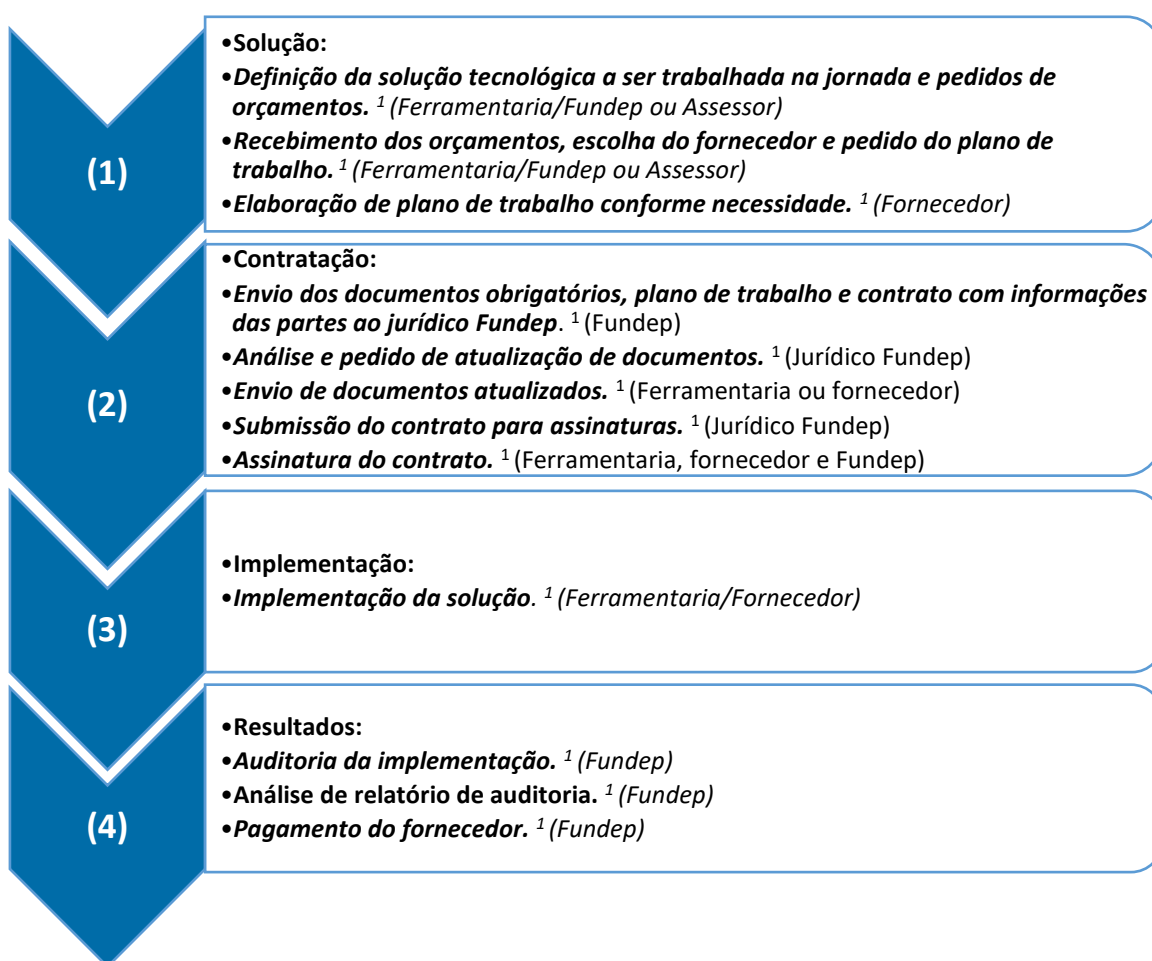 (1)
•Solução:
•Definição da solução tecnológica a ser trabalhada na jornada e pedidos de
orçamentos. ¹ (Ferramentaria/Fundep ou Assessor)
•Recebimento dos orçamentos, escolha do fornecedor e pedido do plano de
trabalho. ¹ (Ferramentaria/Fundep ou Assessor)
•Elaboração de plano de trabalho conforme necessidade. ¹ (Fornecedor)
(2)
•Contratação:
•Envio dos documentos obrigatórios, plano de trabalho e contrato com informações
das partes ao jurídico Fundep. ¹ (Fundep)
•Análise e pedido de atualização de documentos. ¹ (Jurídico Fundep)
•Envio de documentos atualizados. ¹ (Ferramentaria ou fornecedor)
•Submissão do contrato para assinaturas. ¹ (Jurídico Fundep)
•Assinatura do contrato. ¹ (Ferramentaria, fornecedor e Fundep)
(3)
•Implementação:
•Implementação da solução. ¹ (Ferramentaria/Fornecedor)
(4)
•Resultados:
•Auditoria da implementação. ¹ (Fundep)
•Análise de relatório de auditoria. ¹ (Fundep)
•Pagamento do fornecedor. ¹ (Fundep)